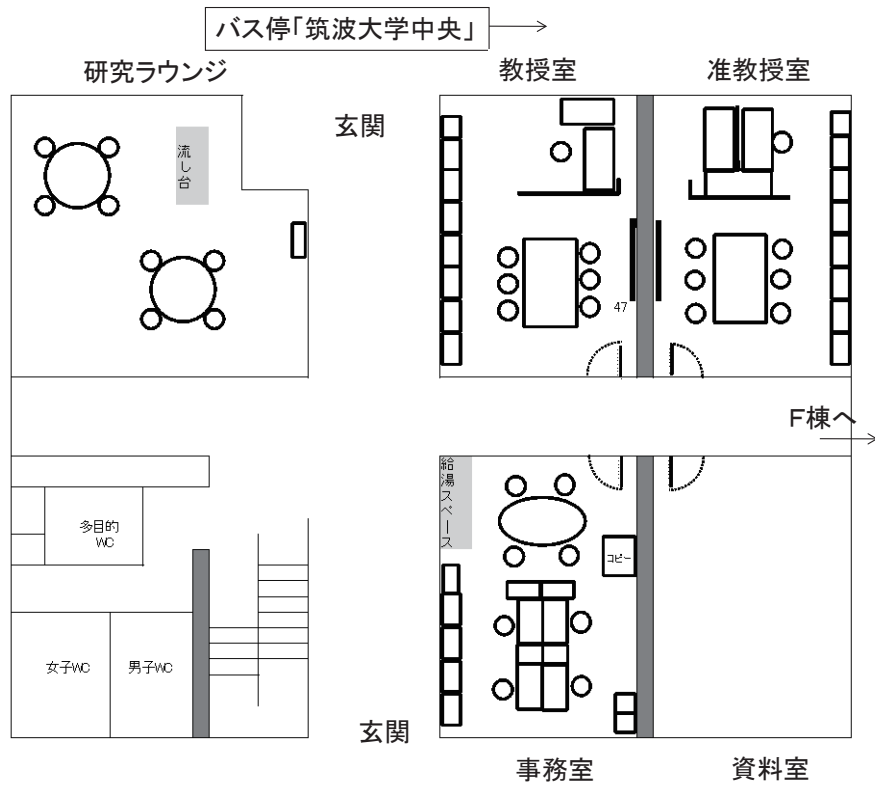 バス停「筑波大学中央」
研究ラウンジ
教授室
准教授室
玄関
流し台
47
F棟へ
給湯スペース
多目的
WC
コピー
女子WC
男子WC
玄関
事務室
資料室